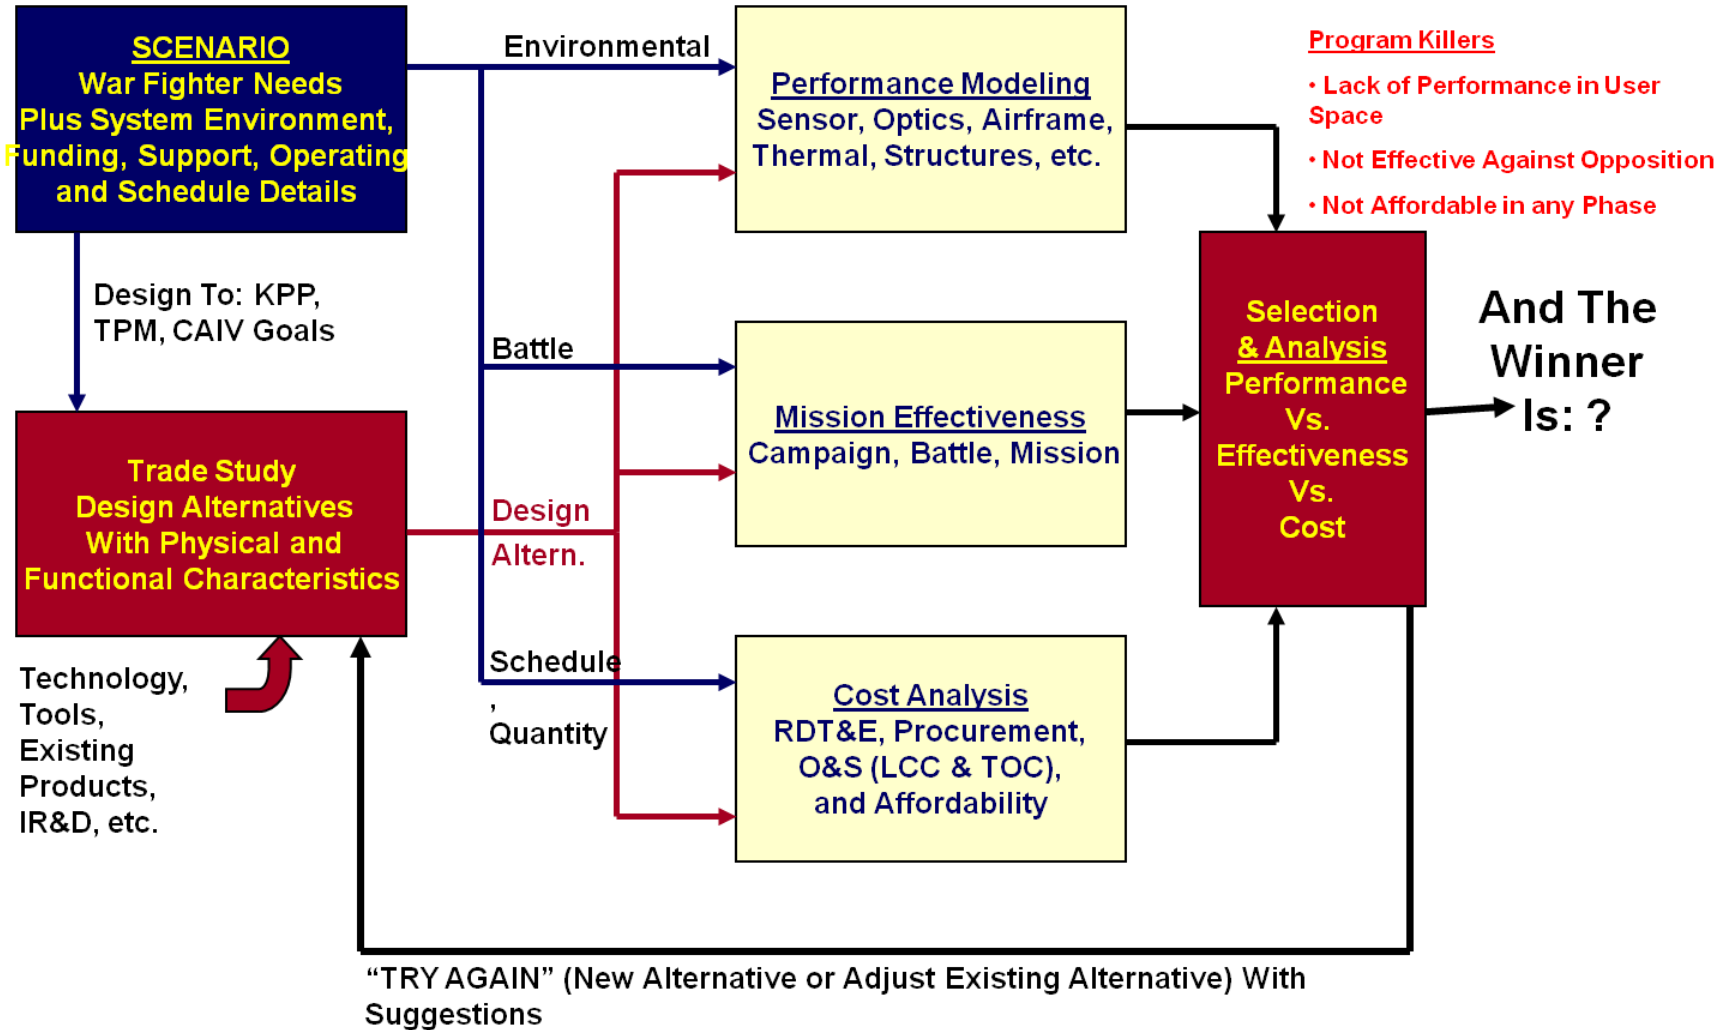 SCENARIO
War Fighter Needs
Plus System Environment,
Funding, Support, Operating
and Schedule Details
Environmental
Performance Modeling
Sensor, Optics, Airframe,
Thermal, Structures, etc.
Program Killers
• Lack of Performance in User
Space
• Not Effective Against Opposition
• Not Affordable in any Phase
Design To: KPP,
TPM, CAIV Goals
Battle
Mission Effectiveness
Campaign, Battle, Mission
Selection
& Analysis
Performance
Vs.
Effectiveness
Vs.
Cost
And The
Winner
Is: ?
Trade Study
Design Alternatives
With Physical and
Functional Characteristics
Design
Altern.
Technology,
Tools,
Existing
Products,
IR&D, etc.
Schedule
,
Quantity
Cost Analysis
RDT&E, Procurement,
O&S (LCC & TOC),
and Affordability
“TRY AGAIN” (New Alternative or Adjust Existing Alternative) With
Suggestions